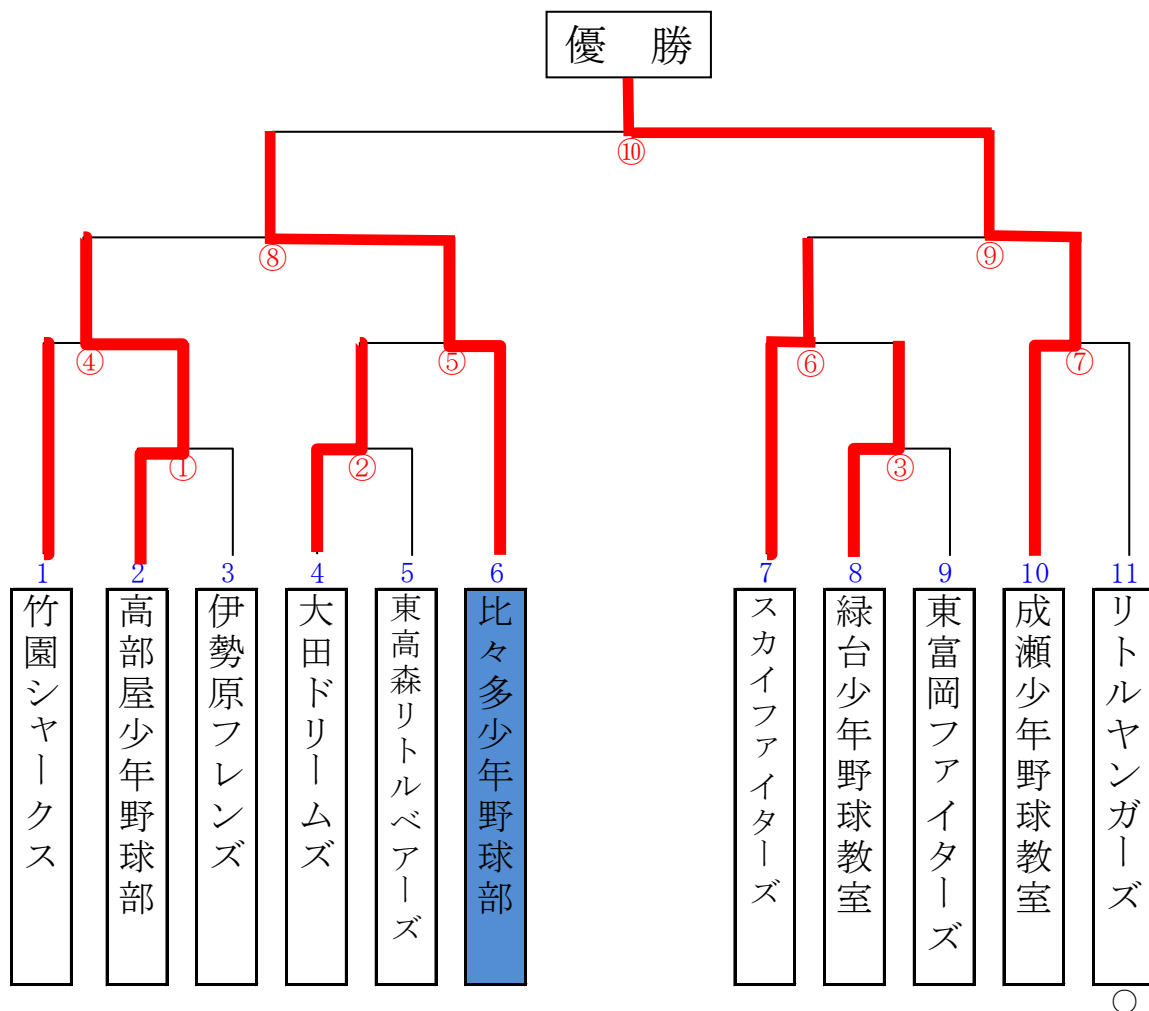 優　勝
⑩
⑧
⑨
④
⑤
⑥
⑦
①
②
③
1
2
3
4
5
6
7
8
9
10
11
竹園シャークス
高部屋少年野球部
伊勢原フレンズ
大田ドリームズ
東高森リトルベアーズ
比々多少年野球部
スカイファイターズ
緑台少年野球教室
東富岡ファイターズ
成瀬少年野球教室
リトルヤンガーズ
○